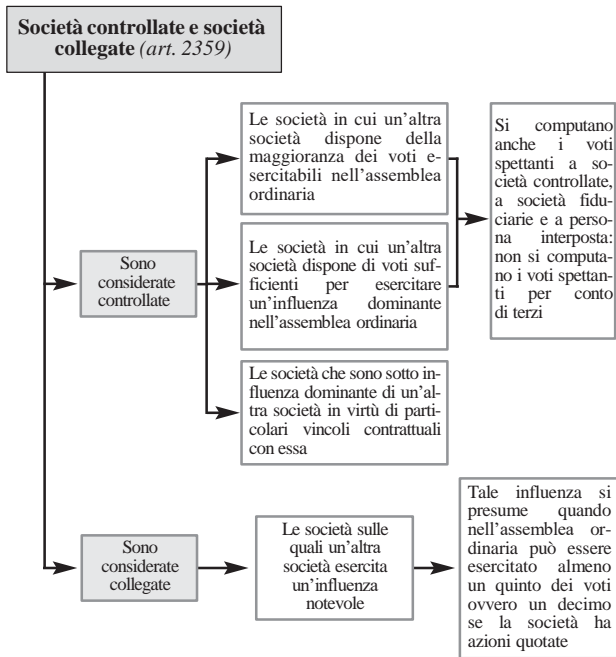 Società controllate e società
collegate (art. 2359)
Le società in cui un'altra
società dispone della
maggioranza dei voti e-
sercitabili nell'assemblea
ordinaria
Si computano
anche i voti
spettanti a so-
cietà controllate,
a società fidu-
ciarie e a perso-
na interposta:
non si computa-
no i voti spettan-
ti per conto
di terzi
Sono
considerate
controllate
Le società in cui un'altra
società dispone di voti suf-
ficienti per esercitare
un'influenza dominante
nell'assemblea ordinaria
Le società che sono sotto in-
fluenza dominante di un'al-
tra società in virtù di parti-
colari vincoli contrattuali
con essa
Sono
considerate
collegate
Le società sulle
quali un'altra
società esercita
un'influenza
notevole
Tale influenza si
presume quando
nell'assemblea or-
dinaria può essere
esercitato almeno
un quinto dei voti
ovvero un decimo
se la società ha
azioni quotate